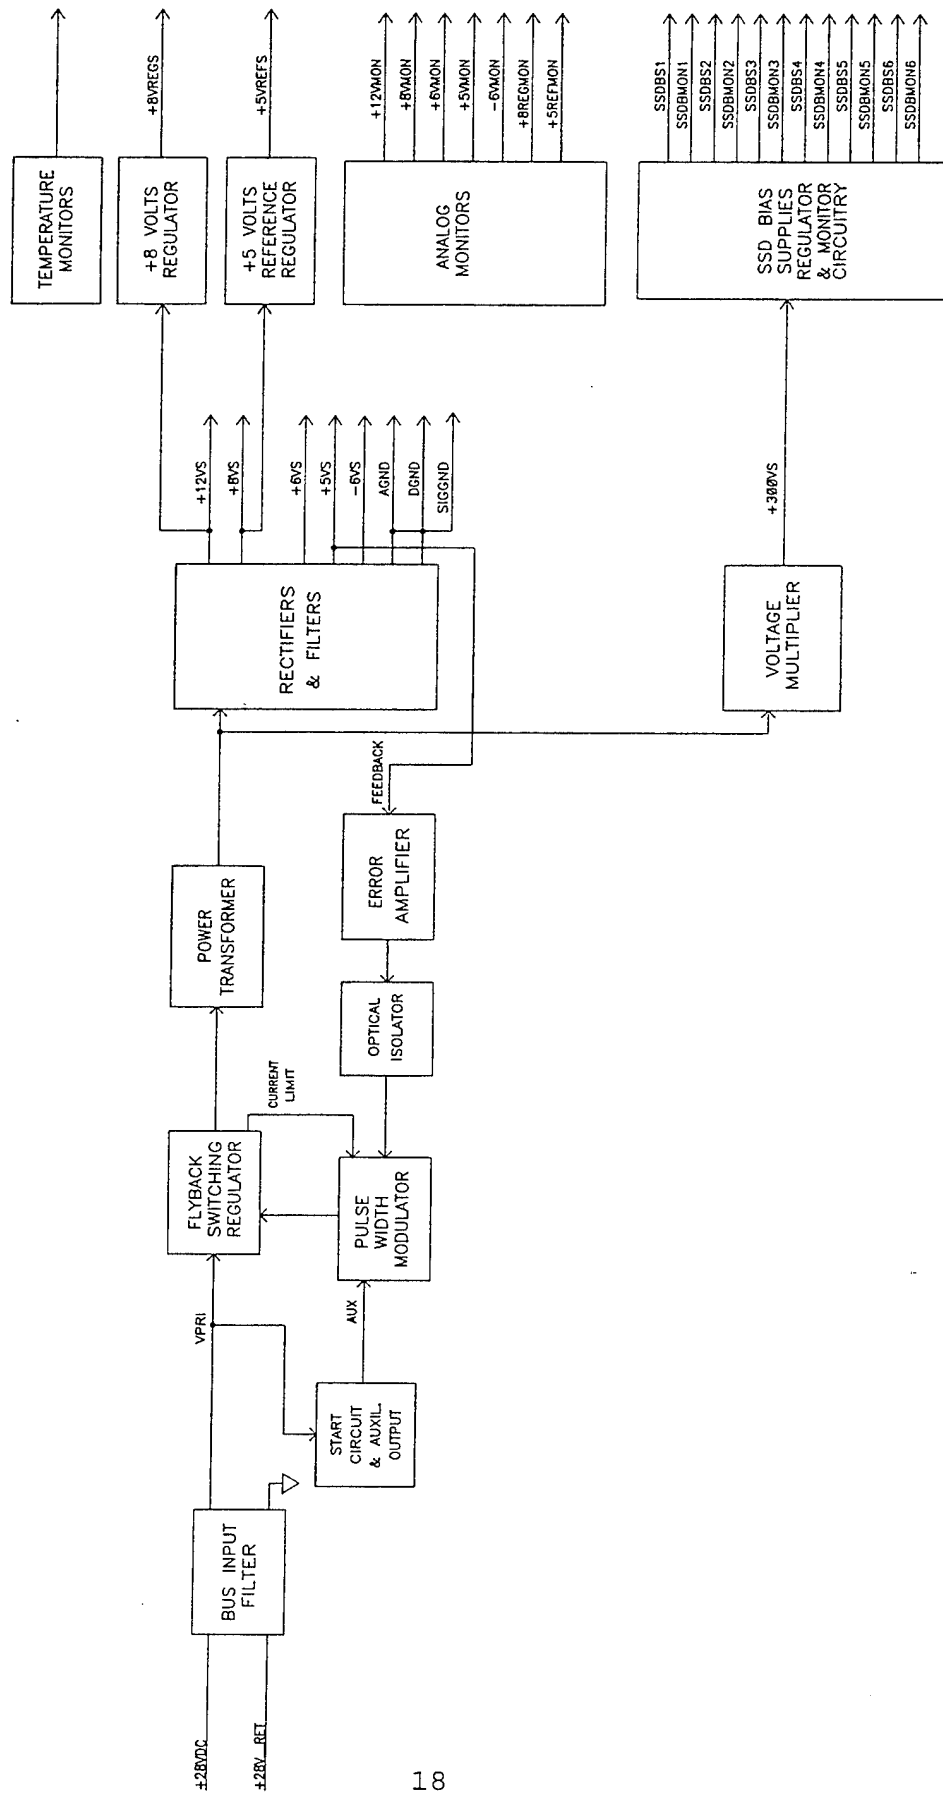 +28VDC
+28V_RET
BUS INPUT
FILTER
VPRI
START
CIRCUIT
& AUXIL.
OUTPUT
AUX
FLYBACK
SWITCHING
REGULATOR
CURRENT
LIMIT
PULSE
WIDTH
MODULATOR
OPTICAL
ISOLATOR
ERROR
AMPLIFIER
FEEDBACK
POWER
TRANSFORMER
RECTIFIERS
& FILTERS
+12VS
+8VS
+6VS
+5VS
-6VS
AGND
DGND
SIGGND
VOLTAGE
MULTIPLIER
+300VS
TEMPERATURE
MONITORS
+8 VOLTS
REGULATOR
+8VREGS
+5 VOLTS
REFERENCE
REGULATOR
+5VREFS
ANALOG
MONITORS
+12VMON
+8VMON
+6VMON
+5VMON
-6VMON
+8REGMON
+5REFMON
SSD BIAS
SUPPLIES
REGULATOR
& MONITOR
CIRCUITRY
SSDBS1
SSDBMON1
SSDBS2
SSDBMON2
SSDBS3
SSDBMON3
SSDBS4
SSDBMON4
SSDBS5
SSDBMON5
SSDBS6
SSDBMON6
18